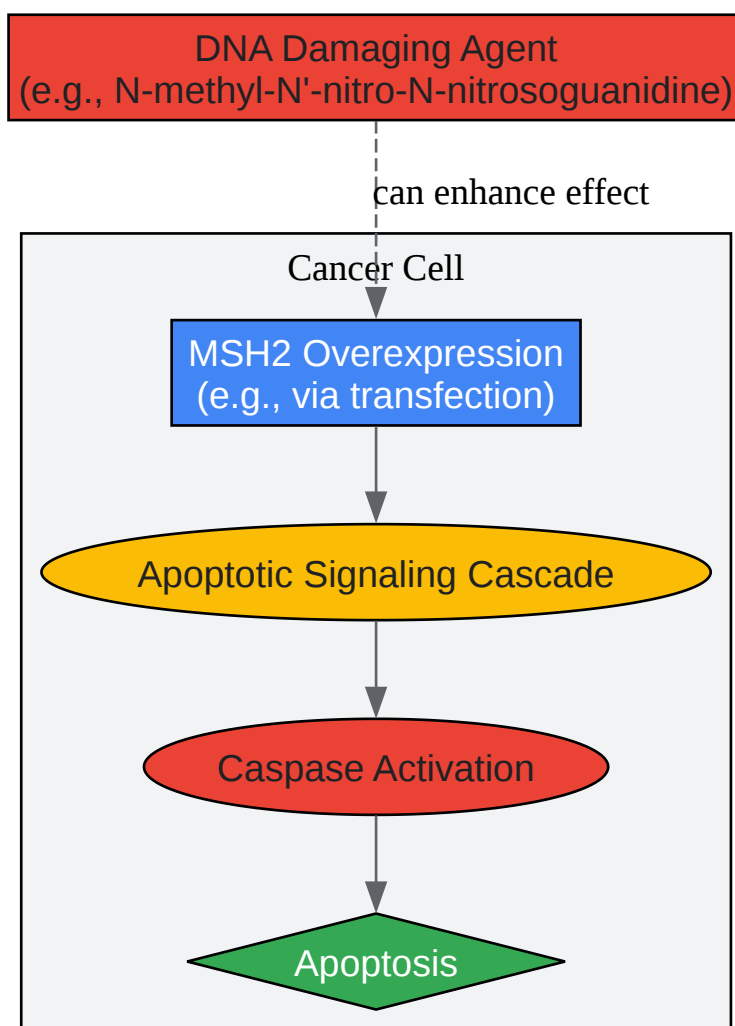 DNA Damaging Agent
(e.g., N-methyl-N'-nitro-N-nitrosoguanidine)
can enhance effect
Cancer Cell
MSH2 Overexpression
(e.g., via transfection)
Apoptotic Signaling Cascade
Caspase Activation
Apoptosis